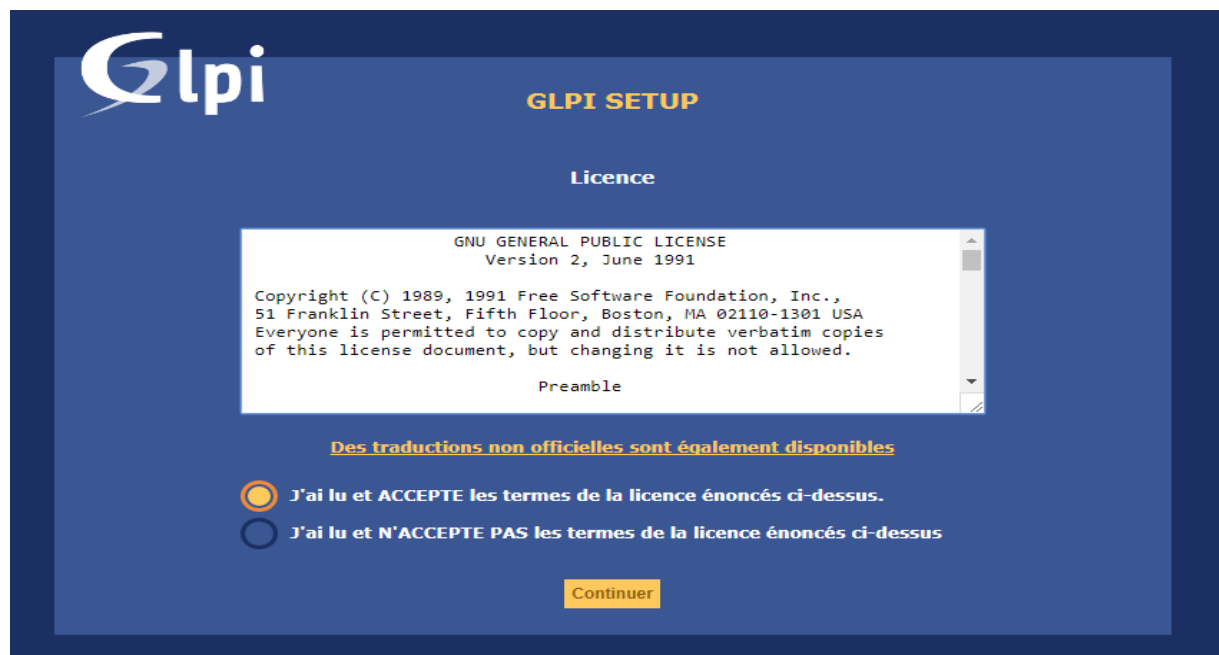 Glpi
GLPI SETUP
Licence
GNU GENERAL PUBLIC LICENSE
Version 2, June 1991
Copyright (C) 1989, 1991 Free Software Foundation, Inc.,
51 Franklin Street, Fifth Floor, Boston, MA 02110-1301 USA
Everyone is permitted to copy and distribute verbatim copies
of this license document, but changing it is not allowed.
Preamble
Des traductions non officielles sont également disponibles
J'ai lu et ACCEPTE les termes de la licence énoncés ci-dessus.
J'ai lu et N'ACCEPTE PAS les termes de la licence énoncés ci-dessus
Continuer